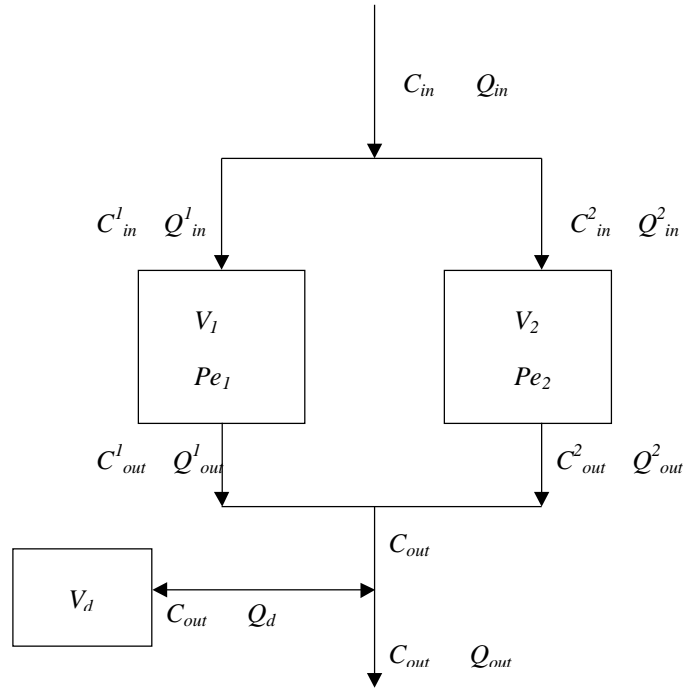 C_in Q_in
C^1_in Q^1_in
C^2_in Q^2_in
V_1
V_2
Pe_1
Pe_2
C^1_out Q^1_out
C^2_out Q^2_out
C_out
V_d
C_out Q_d
C_out Q_out